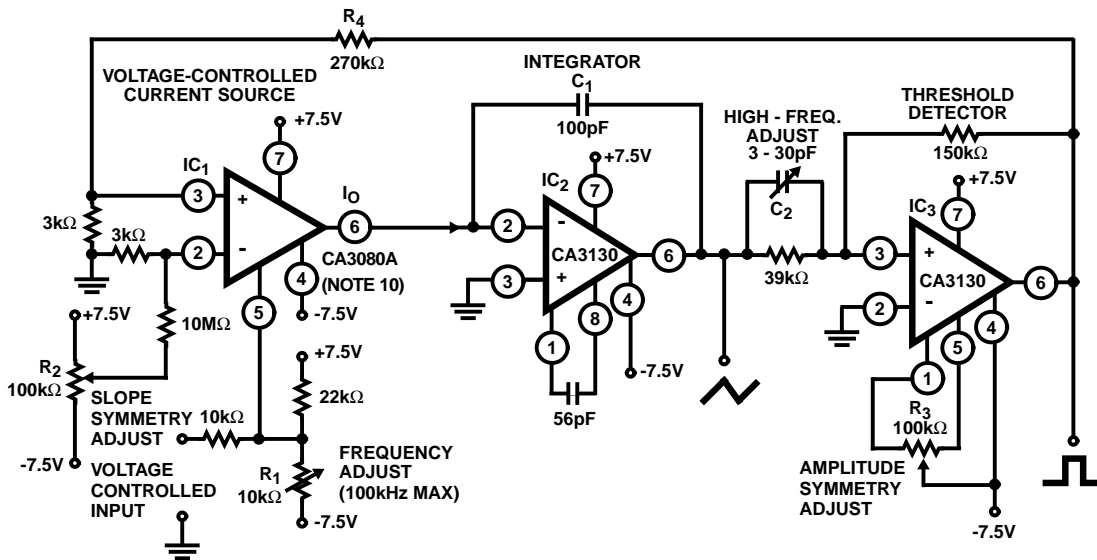 R4
270kΩ
VOLTAGE-CONTROLLED
CURRENT SOURCE
+7.5V
7
IC1
3
+
3kΩ
3kΩ
2
-
IO
6
CA3080A
(NOTE 10)
4
-7.5V
5
10MΩ
+7.5V
R2
100kΩ
-7.5V
SLOPE
SYMMETRY
ADJUST
VOLTAGE
CONTROLLED
INPUT
10kΩ
+7.5V
22kΩ
R1
10kΩ
FREQUENCY
ADJUST
(100kHz MAX)
-7.5V
INTEGRATOR
C1
100pF
+7.5V
IC2
7
2
-
CA3130
3
+
6
1
8
4
-7.5V
56pF
HIGH - FREQ.
ADJUST
3 - 30pF
C2
39kΩ
THRESHOLD
DETECTOR
150kΩ
+7.5V
IC3
7
3
+
CA3130
2
-
6
4
5
1
R3
100kΩ
AMPLITUDE
SYMMETRY
ADJUST
-7.5V